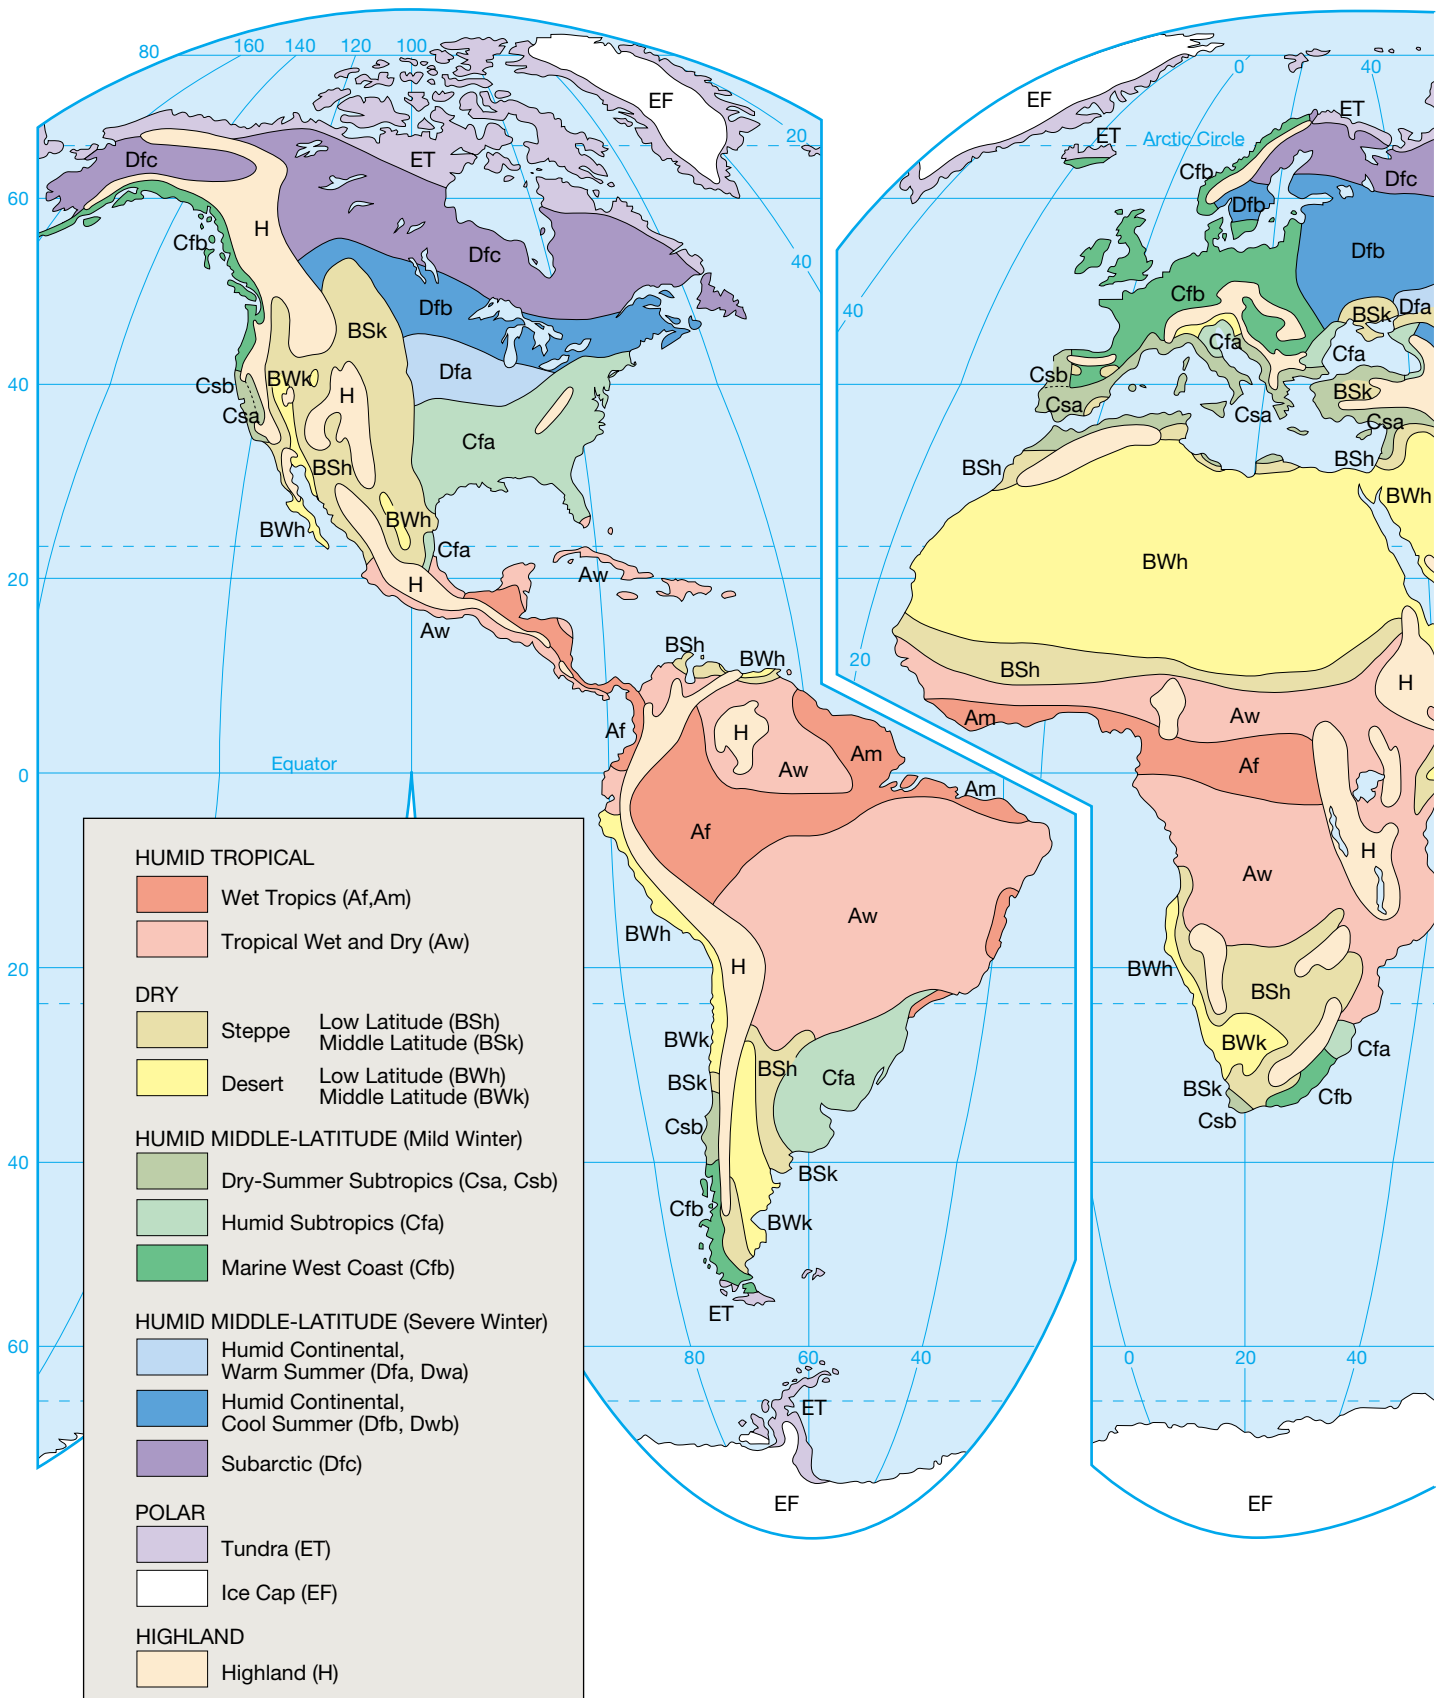 80
160
140
120
100
EF
20
Dfc
ET
60
H
Cfb
Dfc
40
Dfb
BSk
Dfa
40
Csb
BWk
H
Csa
Cfa
BSh
BWh
BWh
Cfa
Aw
20
H
Aw
BSh
BWh
Af
H
Am
Aw
Equator
0
Am
Af
Aw
BWh
H
20
BWk
BSh
BSk
Cfa
Csb
40
BSk
Cfb
BWk
ET
60
80
60
40
ET
EF
0
40
EF
ET
ET
Arctic Circle
Cfb
Dfc
Dfb
Dfb
Cfb
40
BSk
Dfa
Cfa
Cfa
Csb
BSk
Csa
Csa
Csa
BSh
BSh
BWh
BWh
20
BSh
H
Am
Aw
Af
H
Aw
BWh
BSh
BWk
Cfa
BSk
Cfb
Csb
0
20
40
EF
HUMID TROPICAL
Wet Tropics (Af,Am)
Tropical Wet and Dry (Aw)
DRY
Steppe Low Latitude (BSh)
Middle Latitude (BSk)
Desert Low Latitude (BWh)
Middle Latitude (BWk)
HUMID MIDDLE-LATITUDE (Mild Winter)
Dry-Summer Subtropics (Csa, Csb)
Humid Subtropics (Cfa)
Marine West Coast (Cfb)
HUMID MIDDLE-LATITUDE (Severe Winter)
Humid Continental,
Warm Summer (Dfa, Dwa)
Humid Continental,
Cool Summer (Dfb, Dwb)
Subarctic (Dfc)
POLAR
Tundra (ET)
Ice Cap (EF)
HIGHLAND
Highland (H)